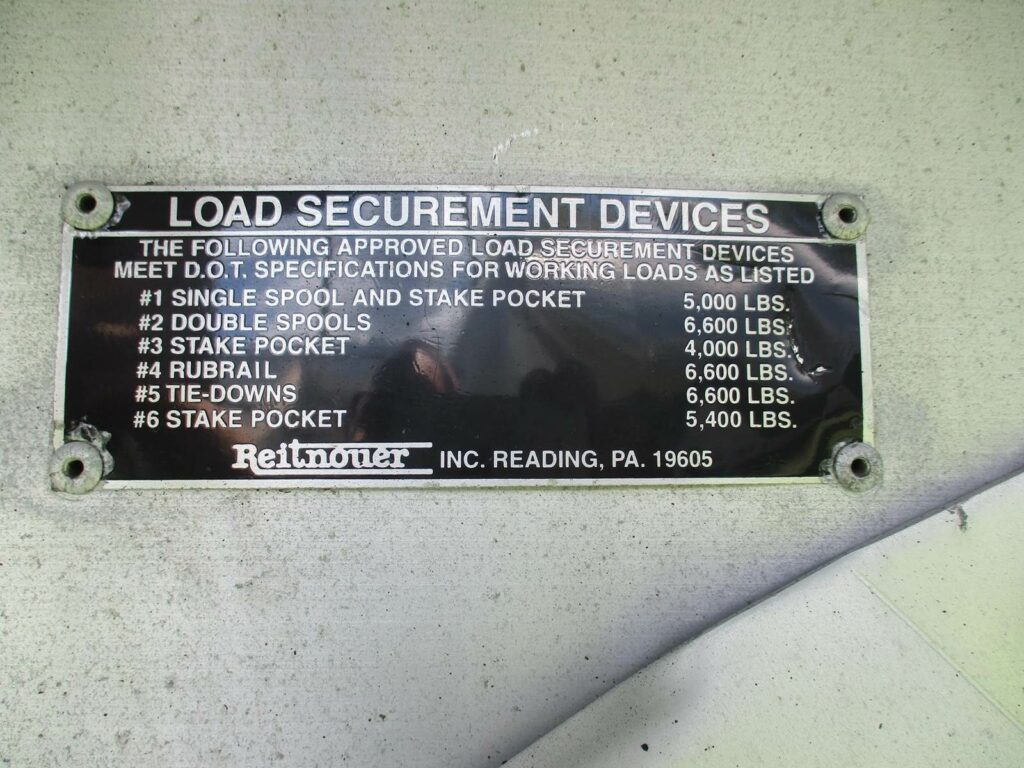 LOAD SECUREMENT DEVICES
THE FOLLOWING APPROVED LOAD SECUREMENT DEVICES
MEET D.O.T. SPECIFICATIONS FOR WORKING LOADS AS LISTED
#1 SINGLE SPOOL AND STAKE POCKET 5,000 LBS.
#2 DOUBLE SPOOLS 6,600 LBS.
#3 STAKE POCKET 4,000 LBS.
#4 RUBRAIL 6,600 LBS.
#5 TIE-DOWNS 6,600 LBS.
#6 STAKE POCKET 5,400 LBS.
Reitnouer INC. READING, PA. 19605